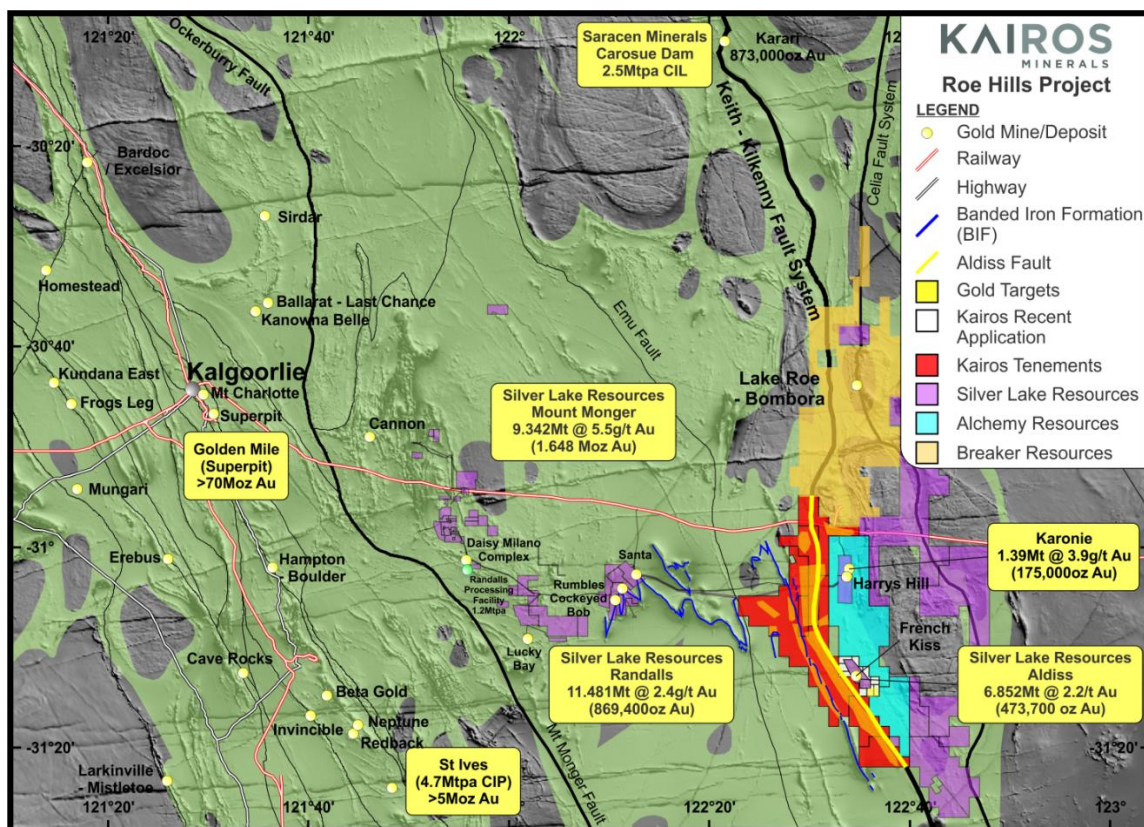 121°20'
121°40'
122°
122°20'
12
-30°20'
-30°40'
-31°
-31°20'
Ockerburry Fault
Saracen Minerals
Carosue Dam
2.5Mtpa CIL
Karari
873,000oz Au
Keith - Kilkenny Fault System
Celia Fault System
Emu Fault
Mt Monger Fault
Bardoc
/ Excelsior
Sirdar
Homestead
Ballarat - Last Chance
Kanowna Belle
Kundana East
Kalgoorlie
Mt Charlotte
Frogs Leg
Superpit
Golden Mile
(Superpit)
>70Moz Au
Cannon
Silver Lake Resources
Mount Monger
9.342Mt @ 5.5g/t Au
(1.648 Moz Au)
Lake Roe
- Bombora
Mungari
Erebus
Hampton
- Boulder
Daisy Milano
Complex
Randalls
Processing
Facility
1.2Mtpa
Santa
Rumbles
Cockeyed
Bob
Lucky
Bay
Karonie
1.39Mt @ 3.9g/t Au
(175,000oz Au)
Harrys Hill
French
Kiss
Cave Rocks
Beta Gold
Invincible
Neptune
Redback
Silver Lake Resources
Randalls
11.481Mt @ 2.4g/t Au
(869,400oz Au)
Silver Lake Resources
Aldiss
6.852Mt @ 2.2/t Au
(473,700 oz Au)
Larkinville
- Mistletoe
St Ives
(4.7Mtpa CIP)
>5Moz Au
-31°20'
121°20'
121°40'
122°20'
122°40'
123°
KAIROS
MINERALS
Roe Hills Project
LEGEND
Gold Mine/Deposit
Railway
Highway
Banded Iron Formation
(BIF)
Aldiss Fault
Gold Targets
Kairos Recent
Application
Kairos Tenements
Silver Lake Resources
Alchemy Resources
Breaker Resources